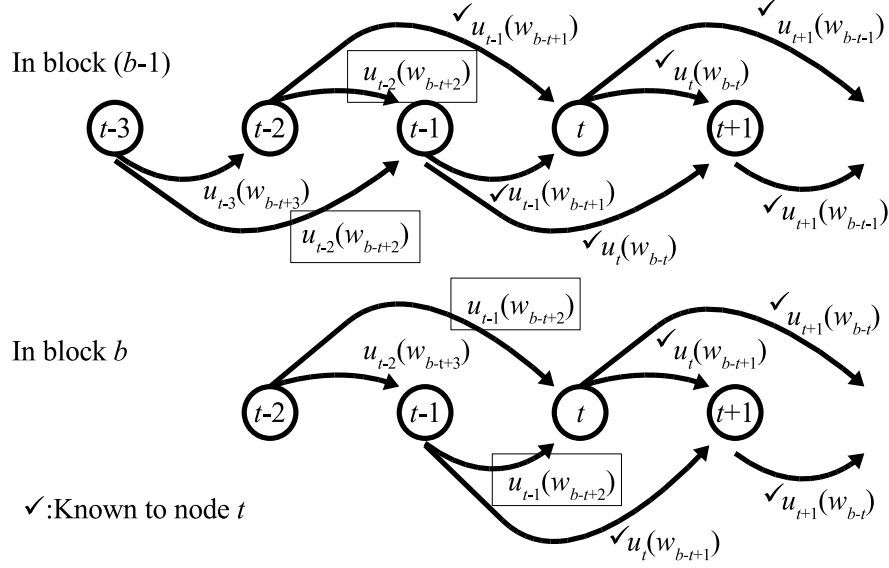 ✓u_{t-1}(w_{b-t+1})
✓u_{t+1}(w_{b-t-1})
In block (b-1)
u_{t-2}(w_{b-t+2})
✓u_t(w_{b-t})
t-3
t-2
t-1
t
t+1
u_{t-3}(w_{b-t+3})
✓u_{t-1}(w_{b-t+1})
✓u_{t+1}(w_{b-t-1})
u_{t-2}(w_{b-t+2})
✓u_t(w_{b-t})
u_{t-1}(w_{b-t+2})
✓u_{t+1}(w_{b-t})
In block b
u_{t-2}(w_{b-t+3})
✓u_t(w_{b-t+1})
t-2
t-1
t
t+1
u_{t-1}(w_{b-t+2})
✓u_{t+1}(w_{b-t})
✓:Known to node t
✓u_t(w_{b-t+1})